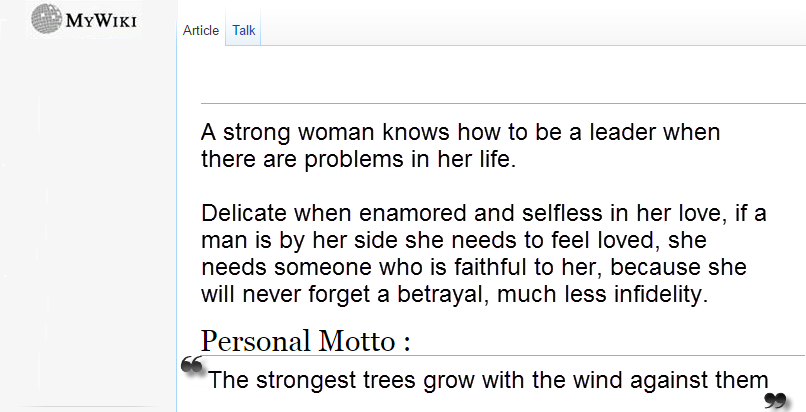 MyWiki
Article Talk
A strong woman knows how to be a leader when
there are problems in her life.
Delicate when enamored and selfless in her love, if a
man is by her side she needs to feel loved, she
needs someone who is faithful to her, because she
will never forget a betrayal, much less infidelity.
Personal Motto :
❝ The strongest trees grow with the wind against them ❞